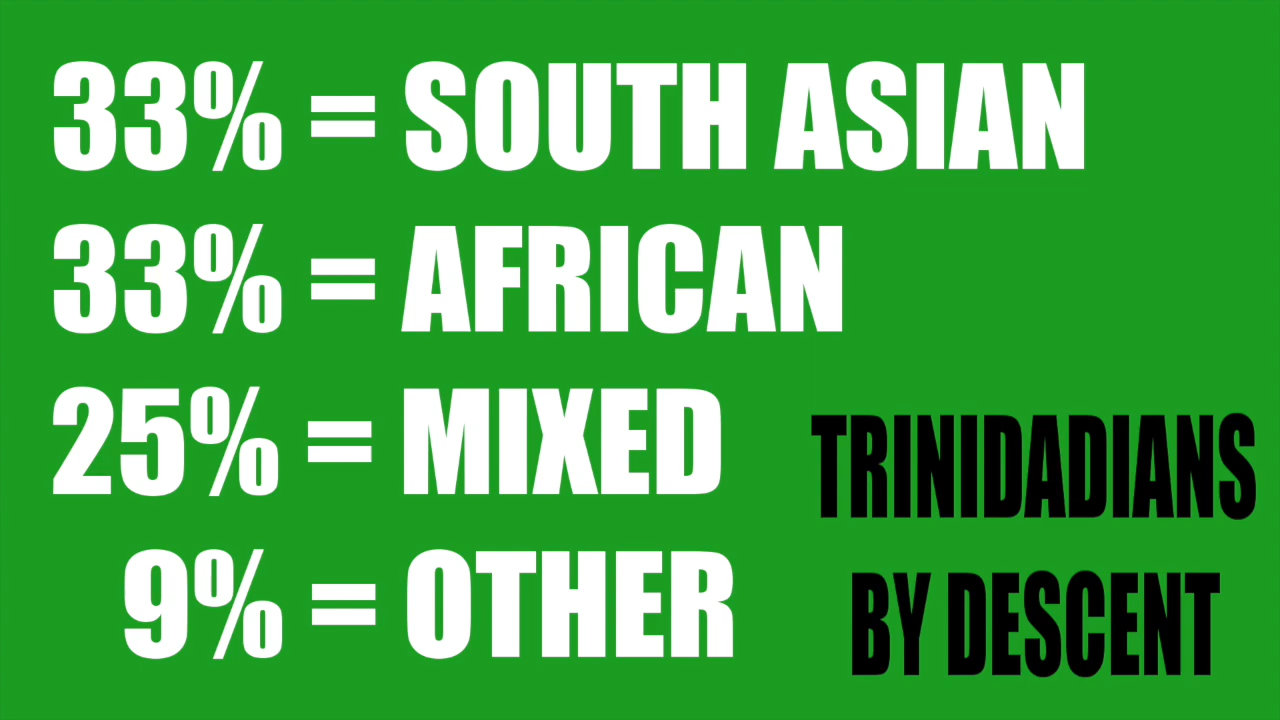 33% = SOUTH ASIAN
33% = AFRICAN
25% = MIXED
9% = OTHER
TRINIDADIANS
BY DESCENT